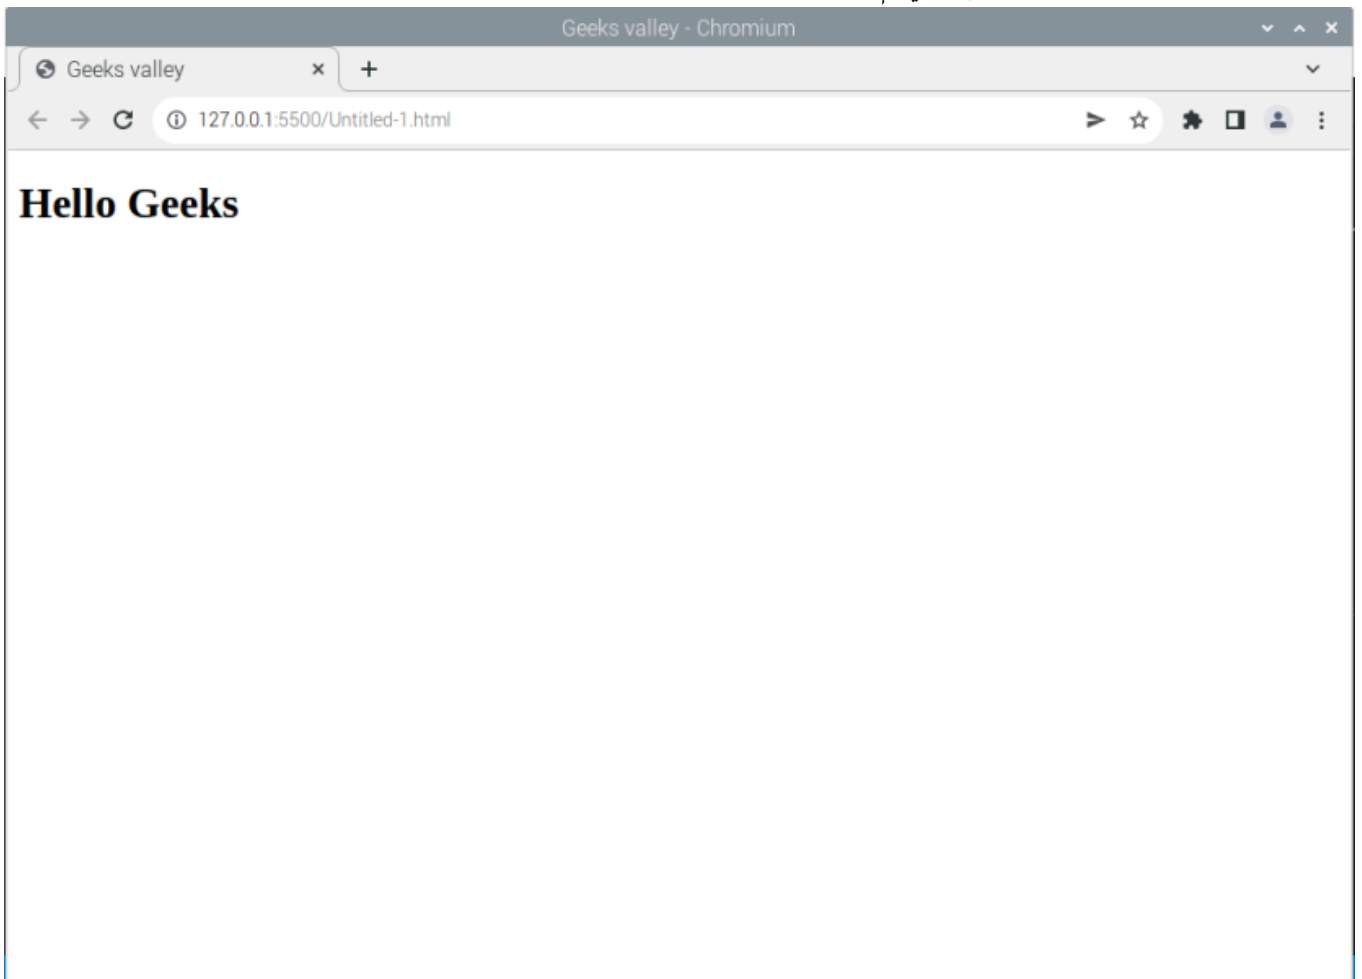 Geeks valley - Chromium
Geeks valley
127.0.0.1:5500/Untitled-1.html
Hello Geeks